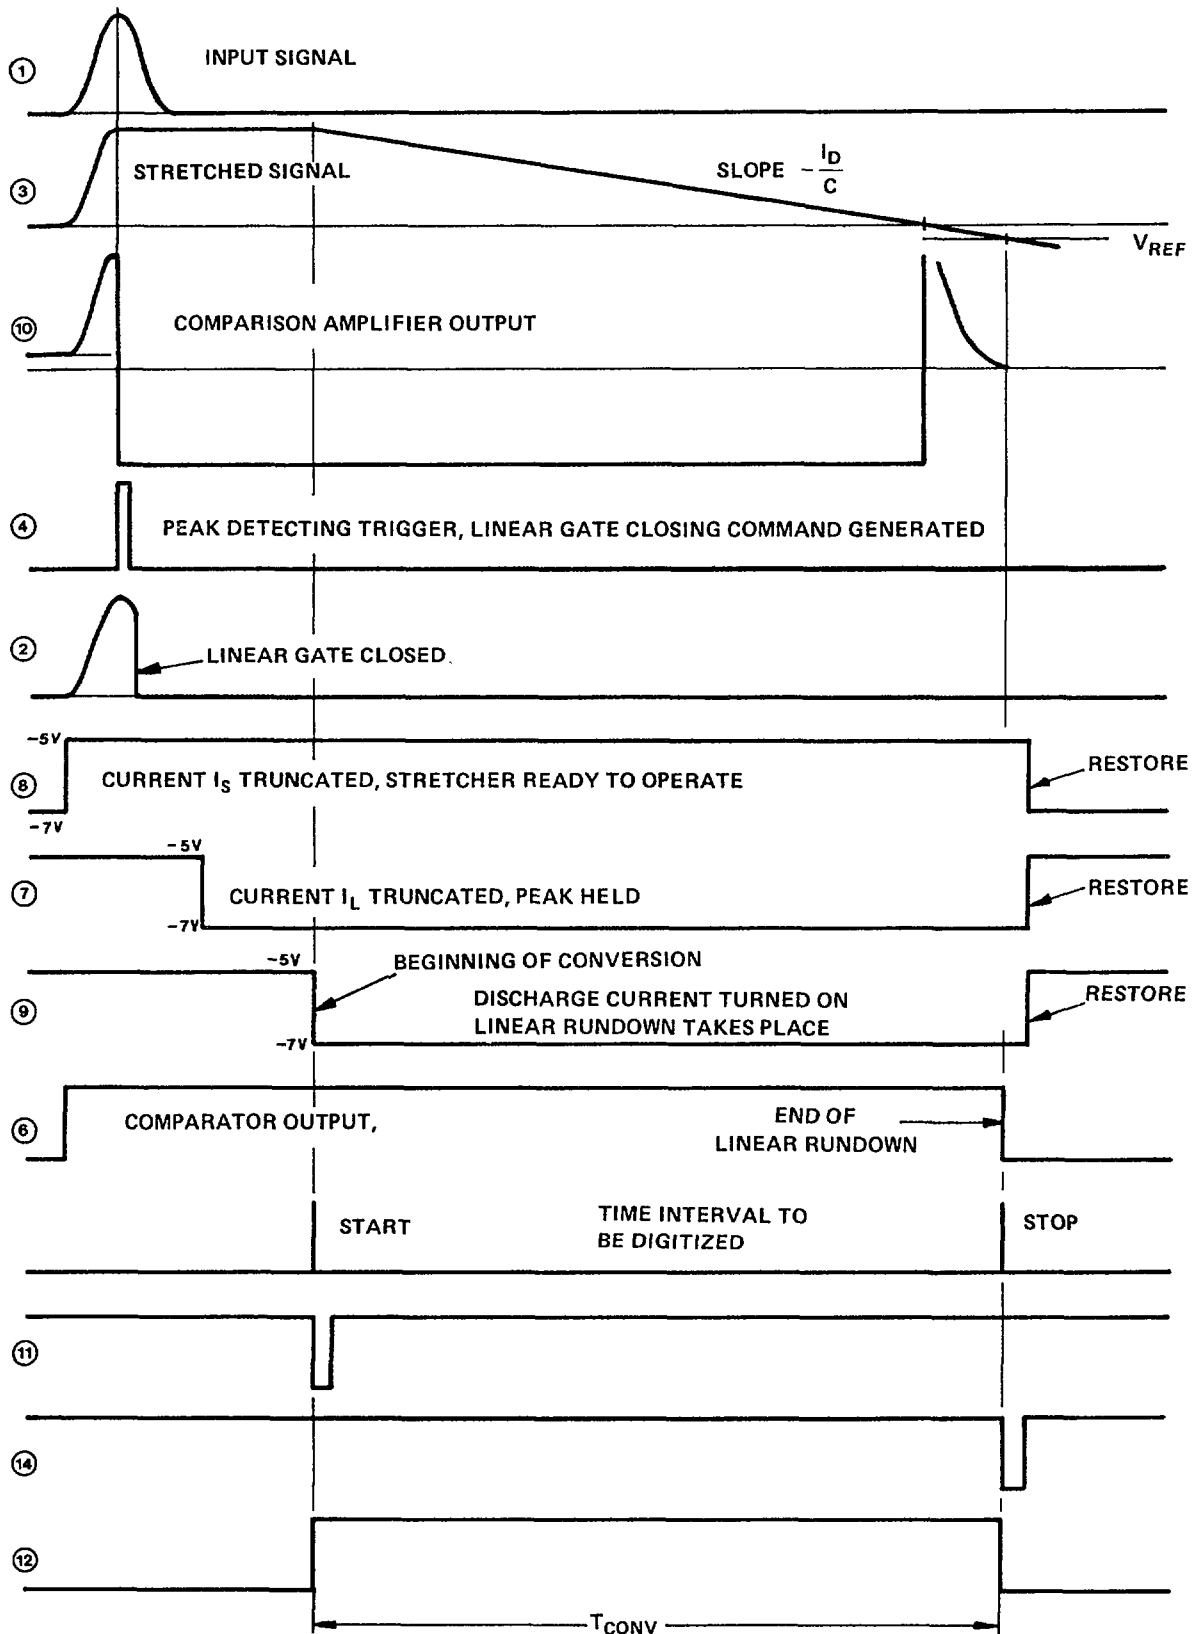 ① INPUT SIGNAL
③ STRETCHED SIGNAL
SLOPE - I_D / C
V_REF
⑩ COMPARISON AMPLIFIER OUTPUT
④ PEAK DETECTING TRIGGER, LINEAR GATE CLOSING COMMAND GENERATED
② LINEAR GATE CLOSED
-5V
⑧ CURRENT I_S TRUNCATED, STRETCHER READY TO OPERATE
RESTORE
-7V
-5V
⑦ CURRENT I_L TRUNCATED, PEAK HELD
RESTORE
-7V
-5V
BEGINNING OF CONVERSION
⑨ DISCHARGE CURRENT TURNED ON
LINEAR RUNDOWN TAKES PLACE
RESTORE
-7V
⑥ COMPARATOR OUTPUT,
END OF
LINEAR RUNDOWN
START
TIME INTERVAL TO
BE DIGITIZED
STOP
⑪
⑭
⑫
T_CONV